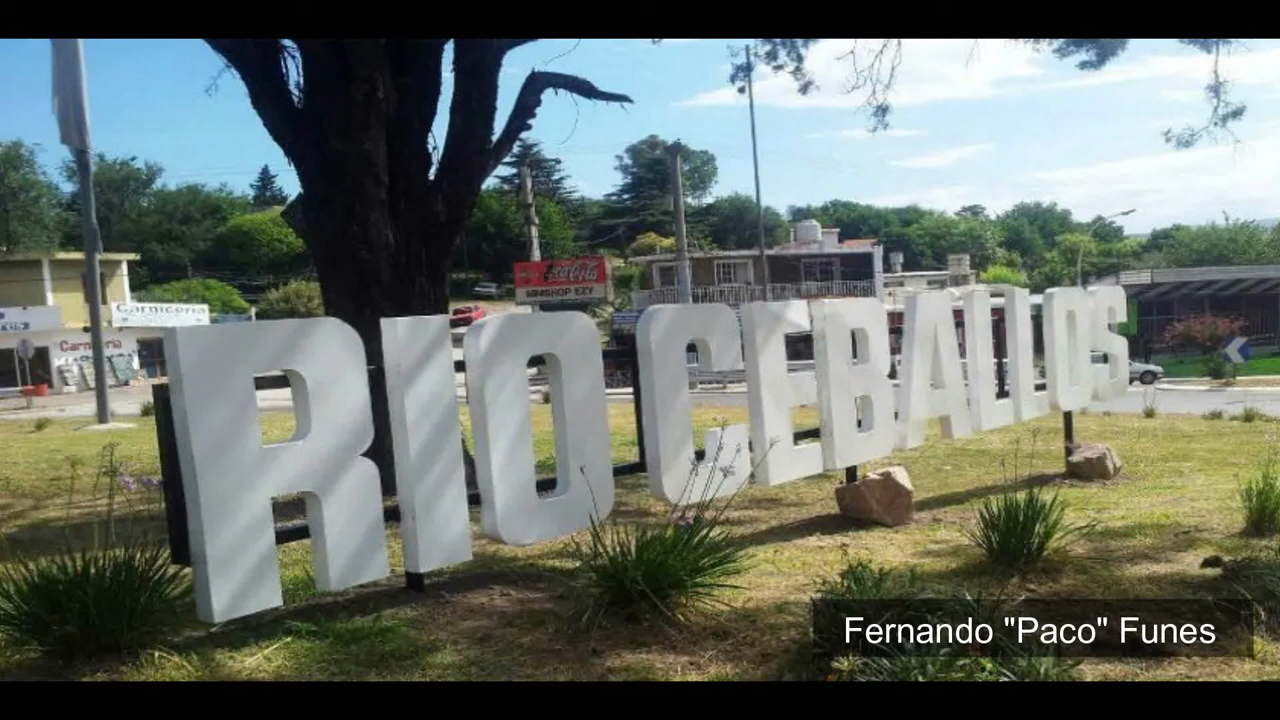 Carnicería
Carnicería
Coca-Cola
MINISHOP EZY
RIO CEBALLOS
Fernando "Paco" Funes